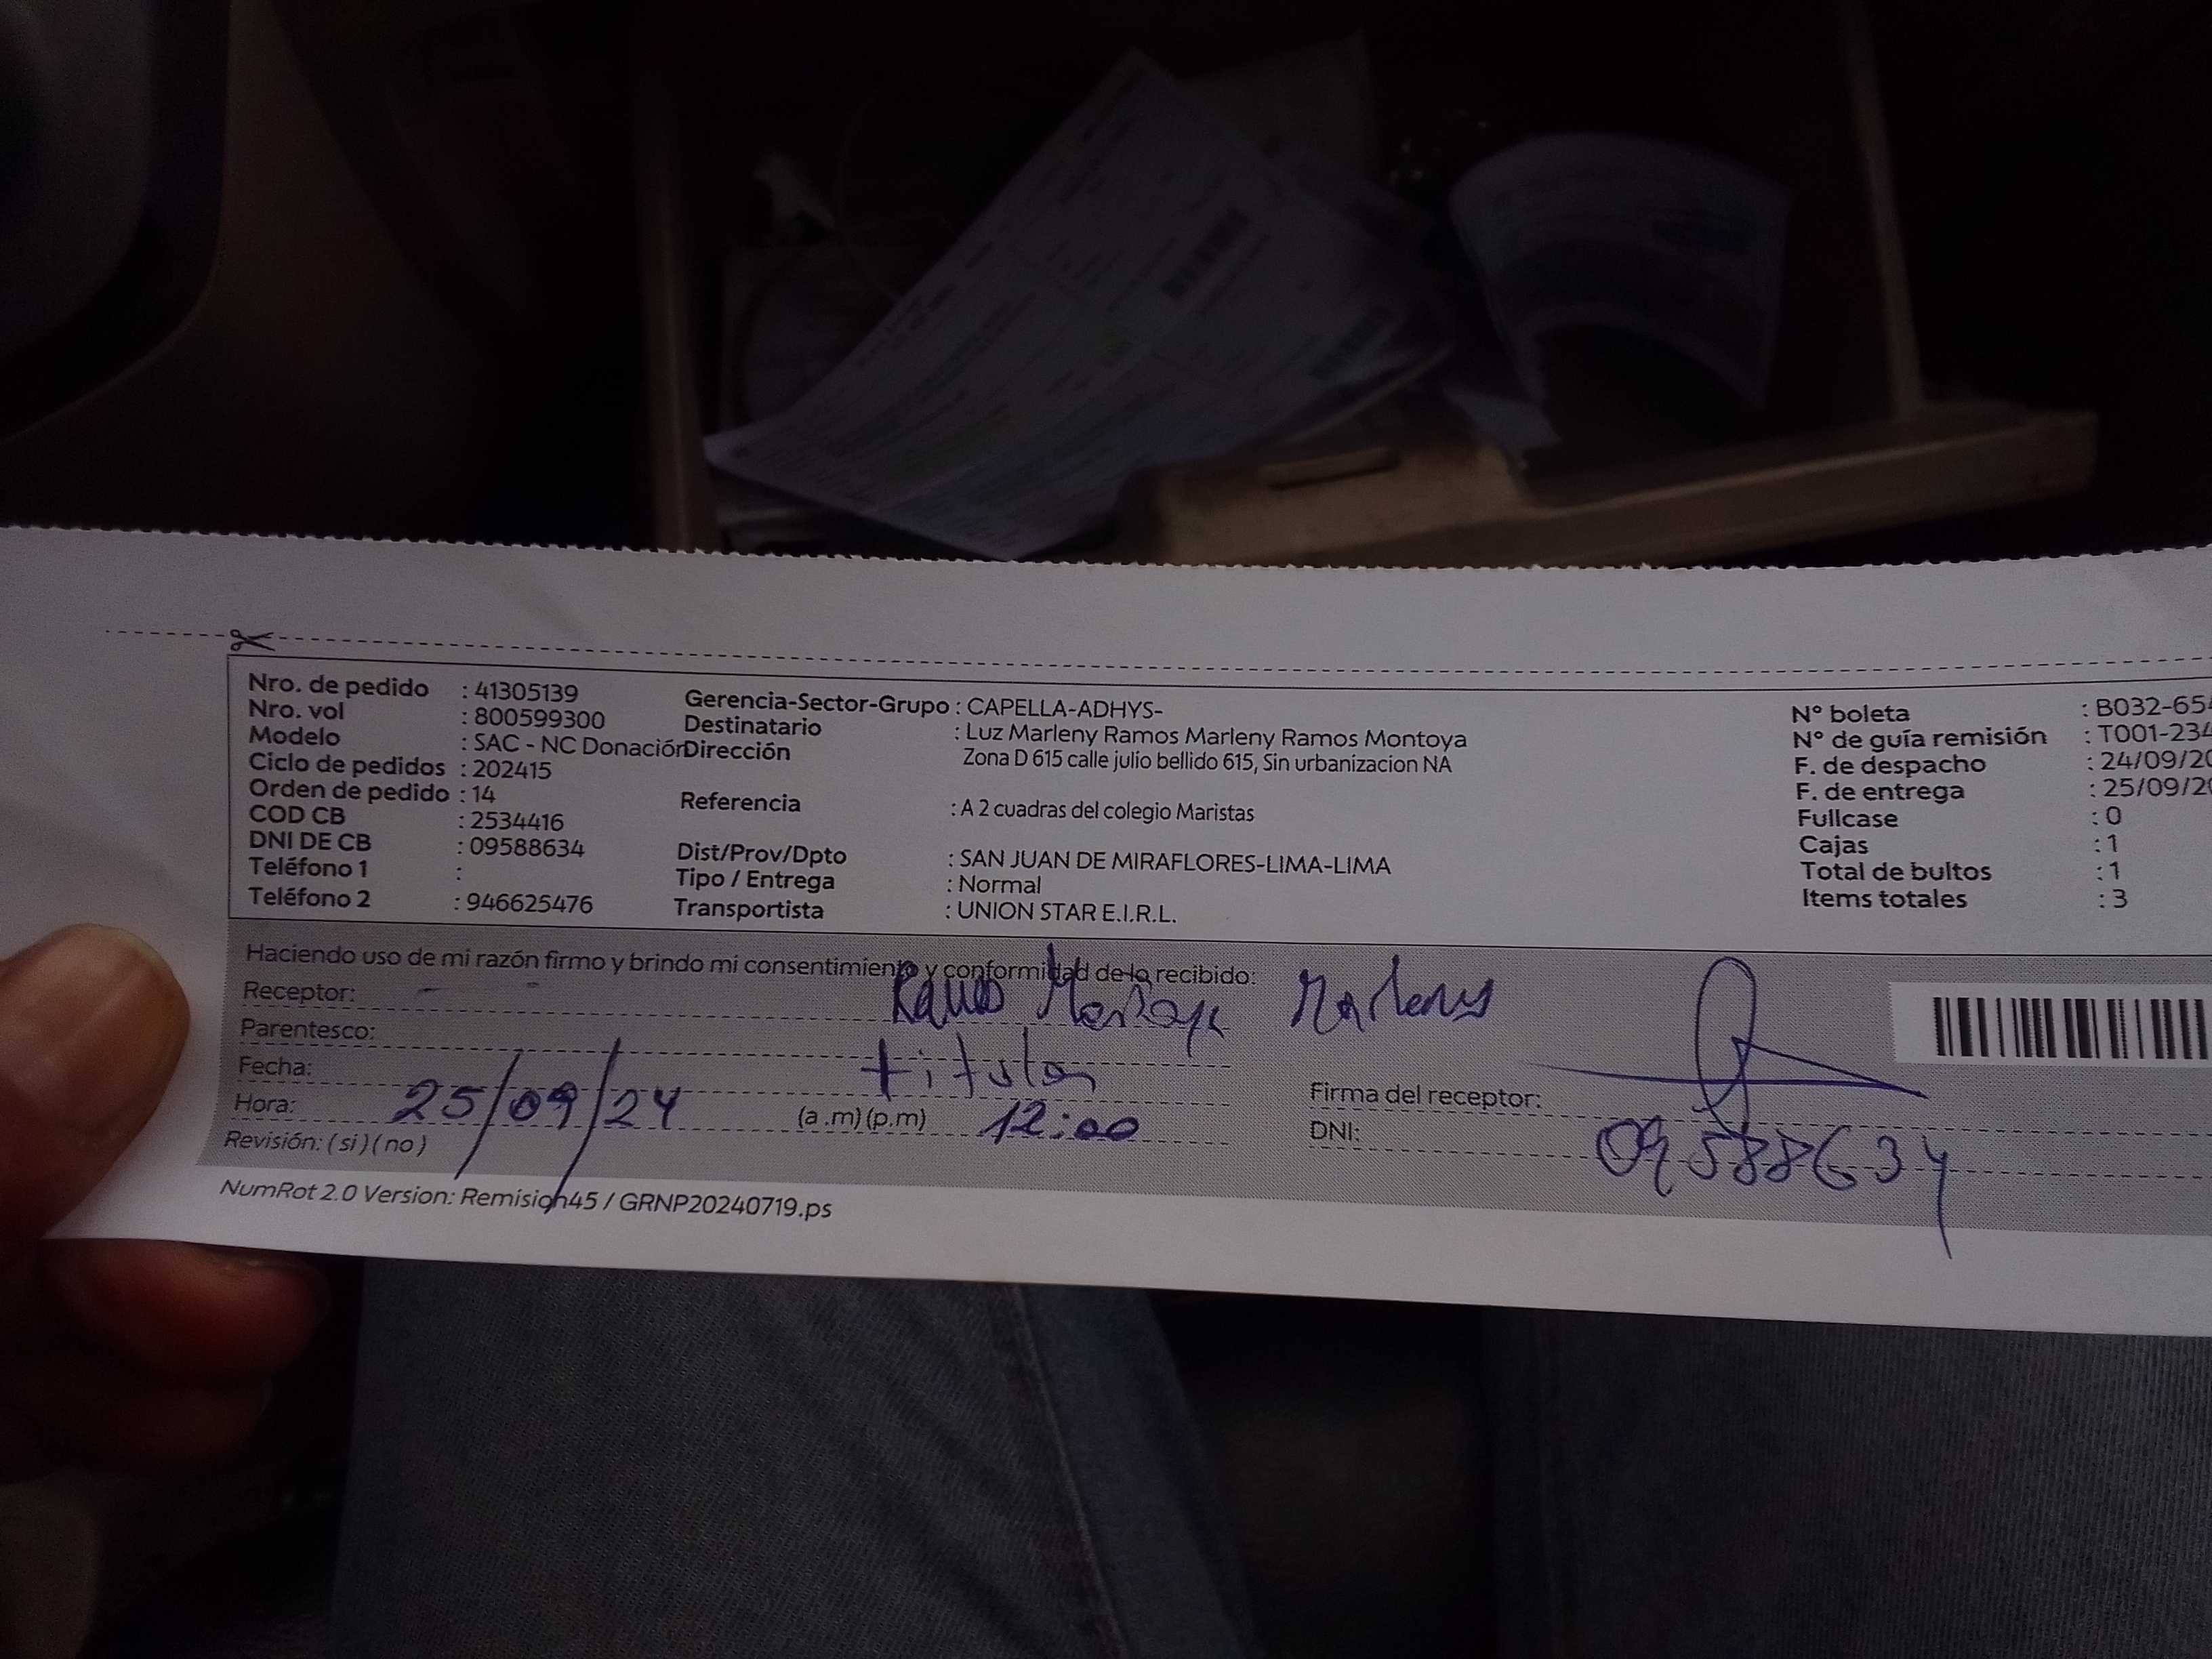 Nro. de pedido : 41305139
Nro. vol : 800599300
Modelo : SAC - NC Donación
Ciclo de pedidos : 202415
Orden de pedido : 14
COD CB : 2534416
DNI DE CB : 09588634
Teléfono 1 :
Teléfono 2 : 946625476
Gerencia-Sector-Grupo : CAPELLA-ADHYS-
Destinatario : Luz Marleny Ramos Marleny Ramos Montoya
Dirección Zona D 615 calle julio bellido 615, Sin urbanizacion NA
Referencia : A 2 cuadras del colegio Maristas
Dist/Prov/Dpto : SAN JUAN DE MIRAFLORES-LIMA-LIMA
Tipo / Entrega : Normal
Transportista : UNION STAR E.I.R.L.
N° boleta : B032-65
N° de guía remisión : T001-234
F. de despacho : 24/09/20
F. de entrega : 25/09/20
Fullcase : 0
Cajas : 1
Total de bultos : 1
Items totales : 3
Haciendo uso de mi razón firmo y brindo mi consentimiento y conformidad de lo recibido:
Receptor: Ramos Montoya Marleny
Parentesco: titular
Fecha: 25/09/24
Hora: (a .m) (p.m) 12:00
Revisión: ( si ) ( no )
Firma del receptor:
DNI: 09588634
NumRot 2.0 Version: Remision45 / GRNP20240719.ps